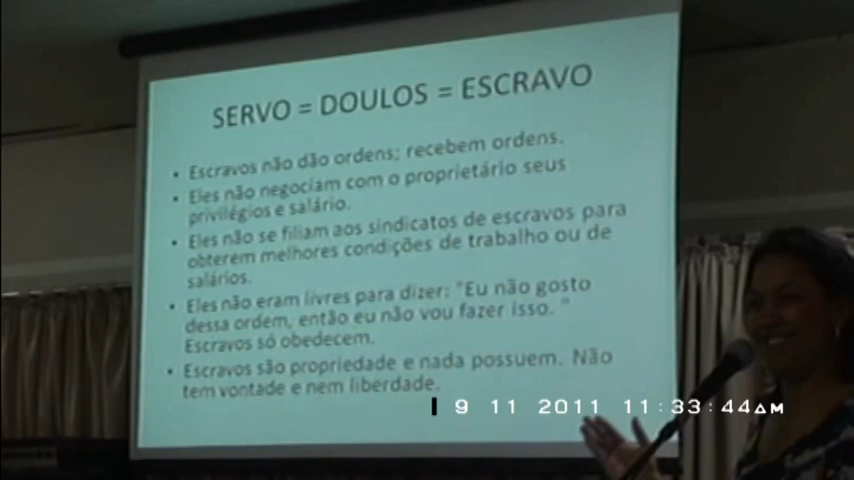 SERVO = DOULOS = ESCRAVO
• Escravos não dão ordens; recebem ordens.
• Eles não negociam com o proprietário seus
privilégios e salário.
• Eles não se filiam aos sindicatos de escravos para
obterem melhores condições de trabalho ou de
salários.
• Eles não eram livres para dizer: "Eu não gosto
dessa ordem, então eu não vou fazer isso. "
Escravos só obedecem.
• Escravos são propriedade e nada possuem. Não
tem vontade e nem liberdade.
9 11 2011 11:33:44AM